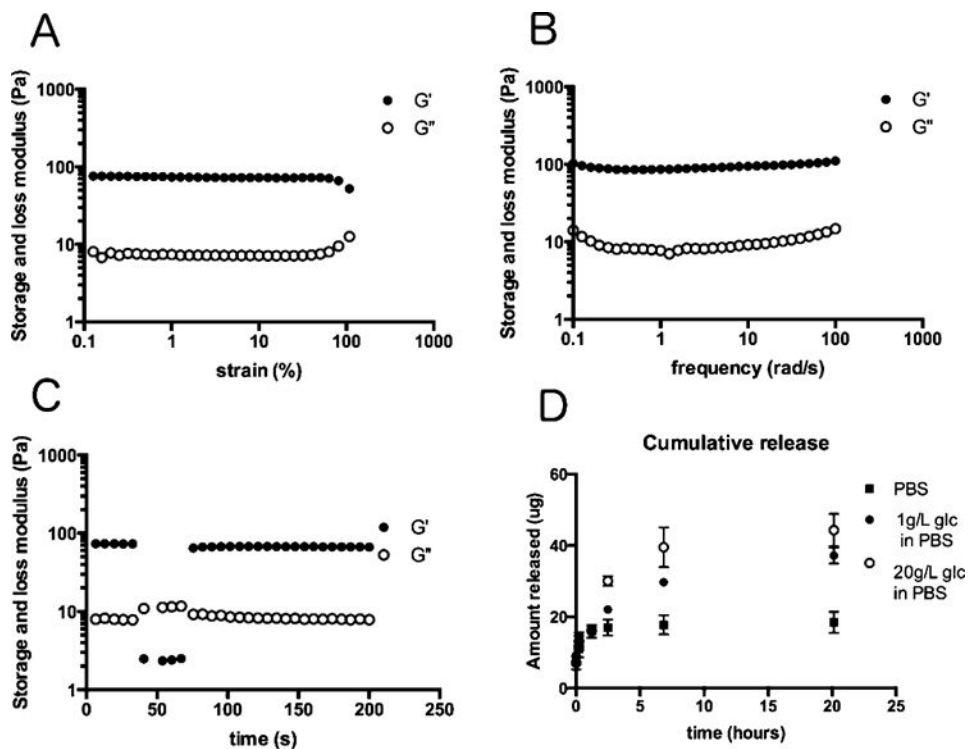 A
Storage and loss modulus (Pa)
1000
100
10
1
0.1
1
10
100
1000
strain (%)
G'
G"
B
Storage and loss modulus (Pa)
1000
100
10
1
0.1
1
10
100
1000
frequency (rad/s)
G'
G"
C
Storage and loss modulus (Pa)
1000
100
10
1
0
50
100
150
200
250
time (s)
G'
G"
D
Cumulative release
Amount released (ug)
60
40
20
0
0
5
10
15
20
25
time (hours)
PBS
1g/L glc
in PBS
20g/L glc
in PBS